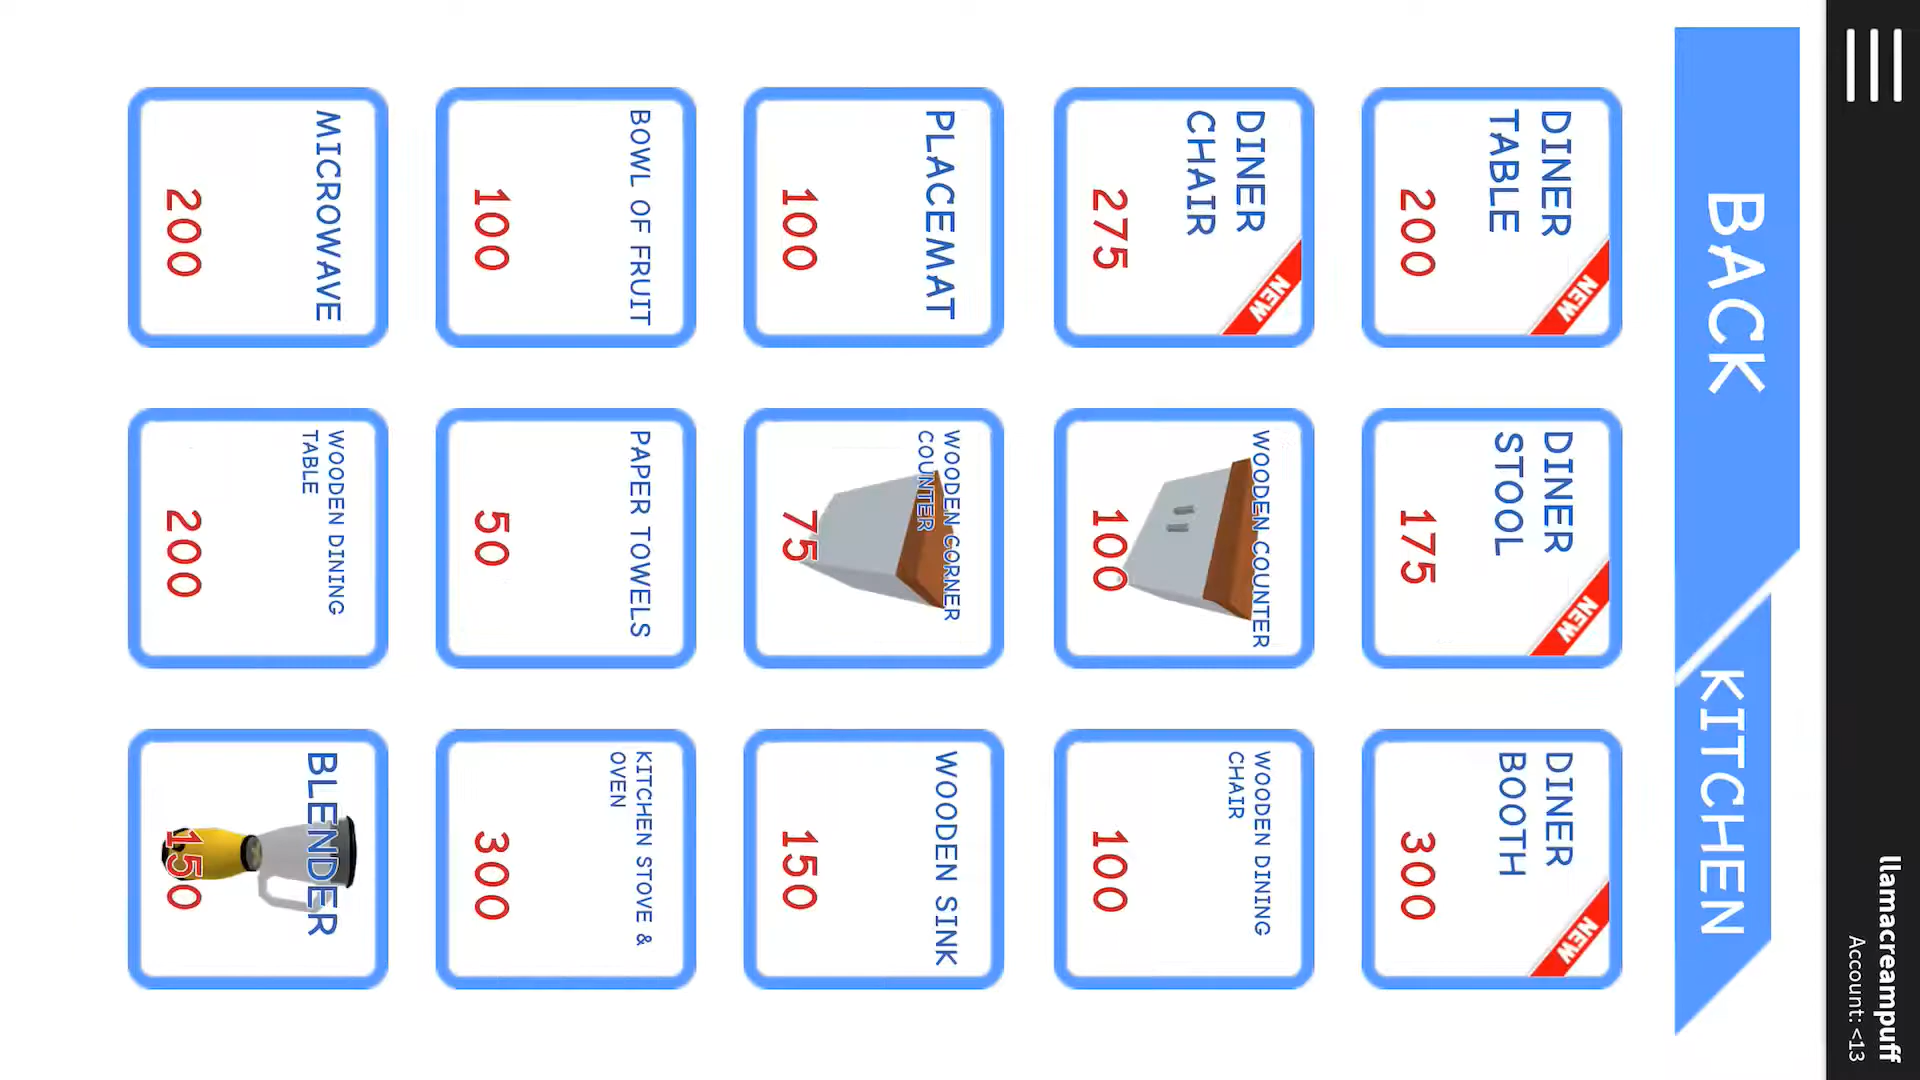 llamacreampuff
Account: <13
BACK
KITCHEN
DINER
TABLE
200
NEW
DINER
STOOL
175
NEW
DINER
BOOTH
300
NEW
DINER
CHAIR
275
NEW
WOODEN COUNTER
100
WOODEN DINING
CHAIR
100
PLACEMAT
100
WOODEN CORNER
COUNTER
75
WOODEN SINK
150
BOWL OF FRUIT
100
PAPER TOWELS
50
KITCHEN STOVE &
OVEN
300
MICROWAVE
200
WOODEN DINING
TABLE
200
BLENDER
150